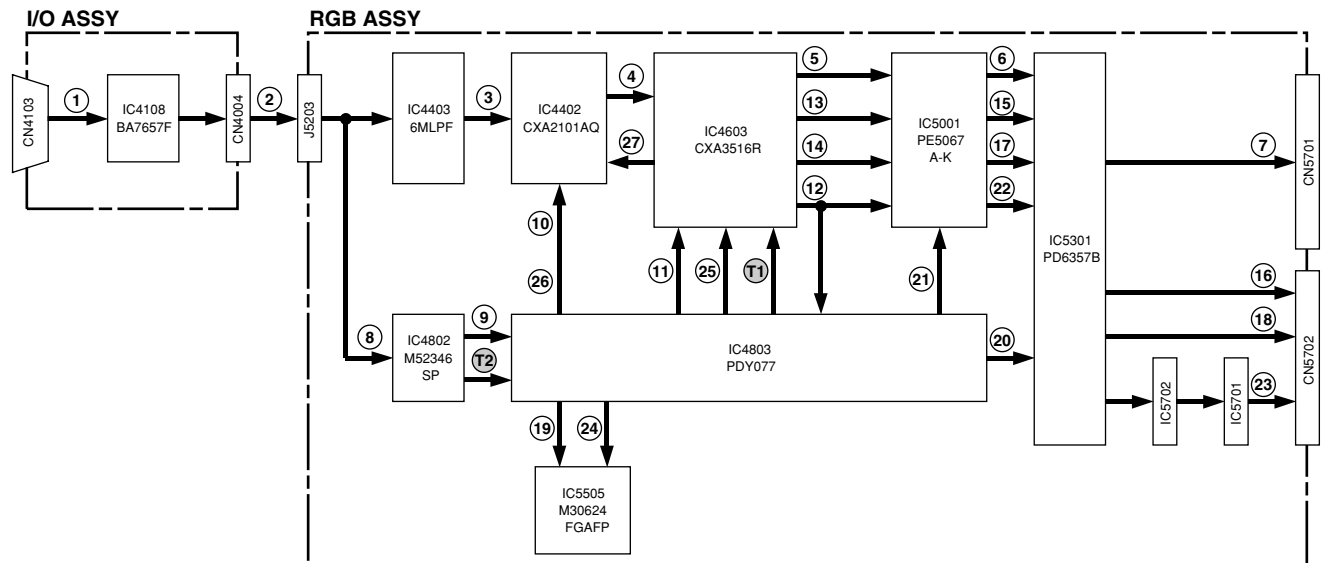 I/O ASSY
RGB ASSY
CN4103
1
IC4108
BA7657F
CN4004
2
J5203
IC4403
6MLPF
3
IC4402
CXA2101AQ
4
27
IC4603
CXA3516R
5
13
14
12
IC5001
PE5067
A-K
6
15
17
22
IC5301
PD6357B
7
CN5701
10
26
11
25
T1
21
16
18
8
IC4802
M52346
SP
9
T2
IC4803
PDY077
20
IC5702
IC5701
23
CN5702
19
24
IC5505
M30624
FGAFP